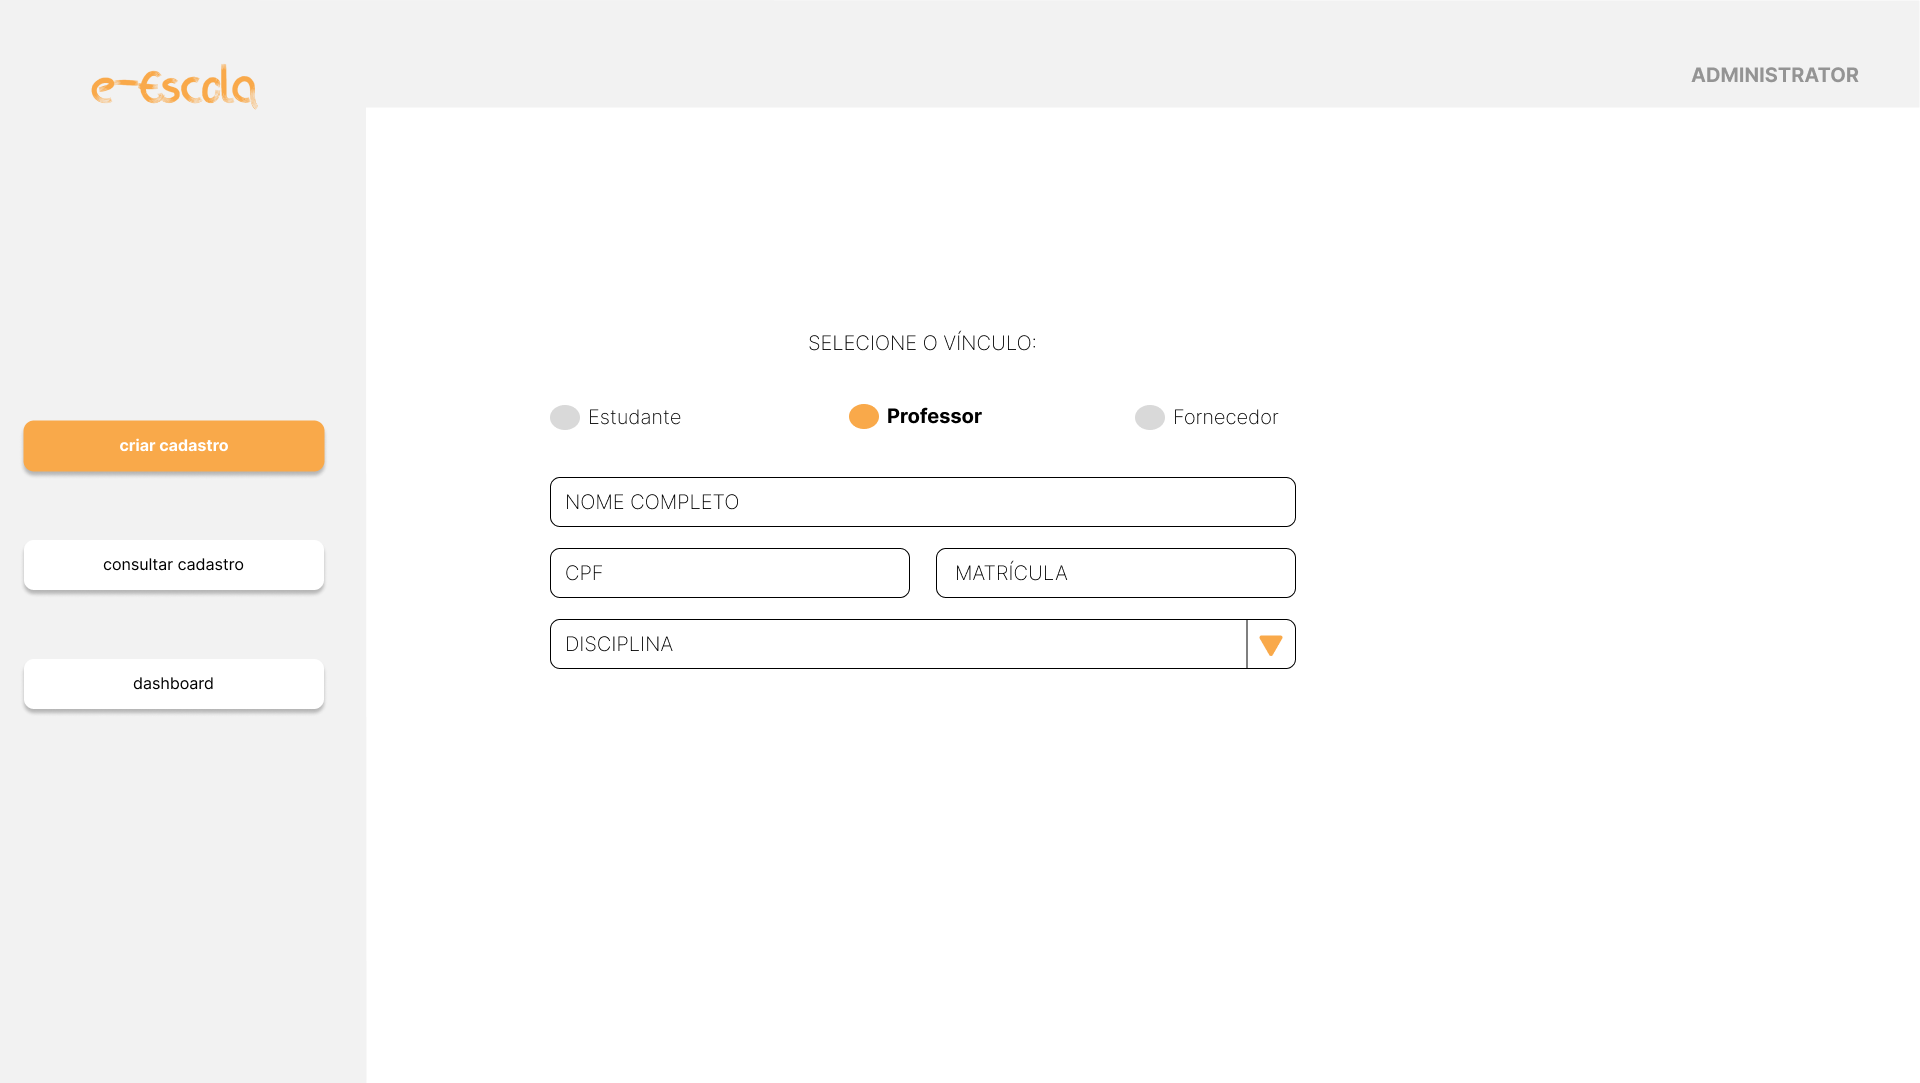 e-Escola
ADMINISTRATOR
SELECIONE O VÍNCULO:
Estudante
Professor
Fornecedor
criar cadastro
NOME COMPLETO
consultar cadastro
CPF
MATRÍCULA
DISCIPLINA
dashboard